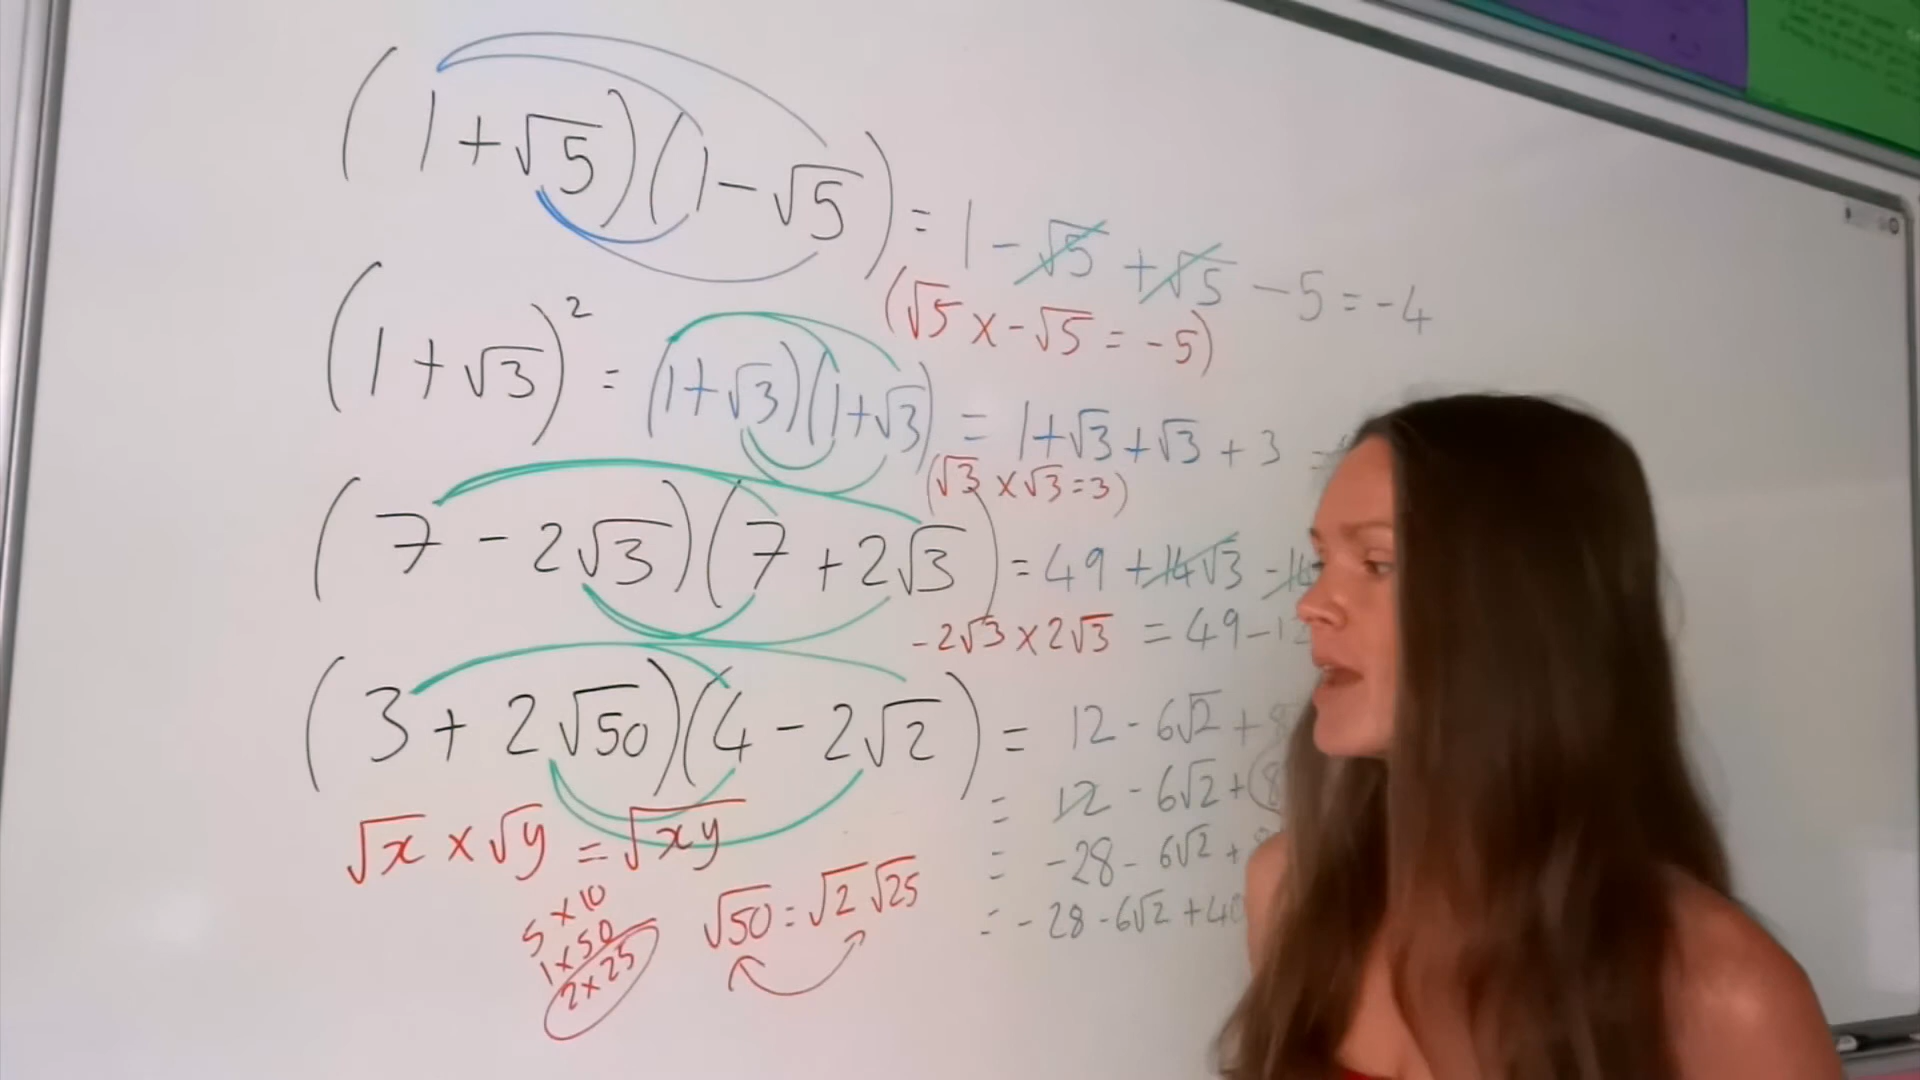 (1+√5)(1-√5) = 1 - √5 + √5 - 5 = -4
(√5 x -√5 = -5)
(1+√3)² = (1+√3)(1+√3) = 1+√3+√3+3 =
(√3 x √3 = 3)
(7 - 2√3)(7 + 2√3) = 49 + 14√3 - 14
-2√3 x 2√3 = 49 - 12
(3 + 2√50)(4 - 2√2) = 12 - 6√2 + 8
= 12 - 6√2 + 8
√x x √y = √xy
= -28 - 6√2 +
5 x 10
1 x 50
2 x 25
√50 = √2 √25
= -28 - 6√2 + 40